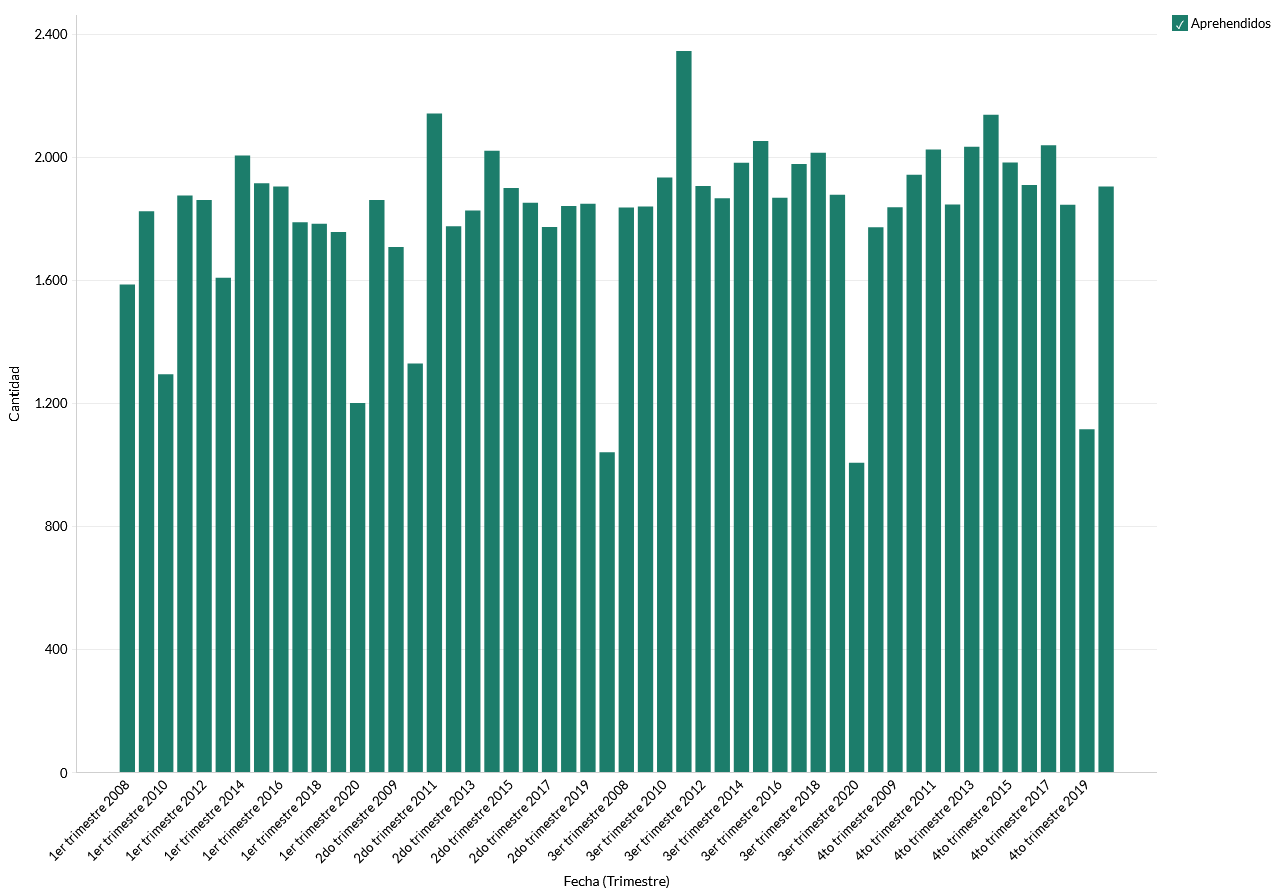 2.400
2.000
1.600
1.200
800
400
0
Cantidad
1er trimestre 2008
1er trimestre 2010
1er trimestre 2012
1er trimestre 2014
1er trimestre 2016
1er trimestre 2018
1er trimestre 2020
2do trimestre 2009
2do trimestre 2011
2do trimestre 2013
2do trimestre 2015
2do trimestre 2017
2do trimestre 2019
3er trimestre 2008
3er trimestre 2010
3er trimestre 2012
3er trimestre 2014
3er trimestre 2016
3er trimestre 2018
3er trimestre 2020
4to trimestre 2009
4to trimestre 2011
4to trimestre 2013
4to trimestre 2015
4to trimestre 2017
4to trimestre 2019
Fecha (Trimestre)
Aprehendidos